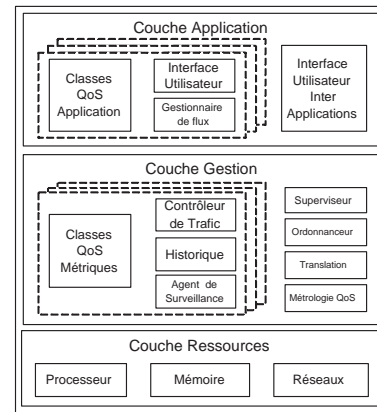 Couche Application
Classes
QoS
Application
Interface
Utilisateur
Gestionnaire
de flux
Interface
Utilisateur
Inter
Applications
Couche Gestion
Classes
QoS
Métriques
Contrôleur
de Trafic
Historique
Agent de
Surveillance
Superviseur
Ordonnanceur
Translation
Métrologie QoS
Couche Ressources
Processeur
Mémoire
Réseaux